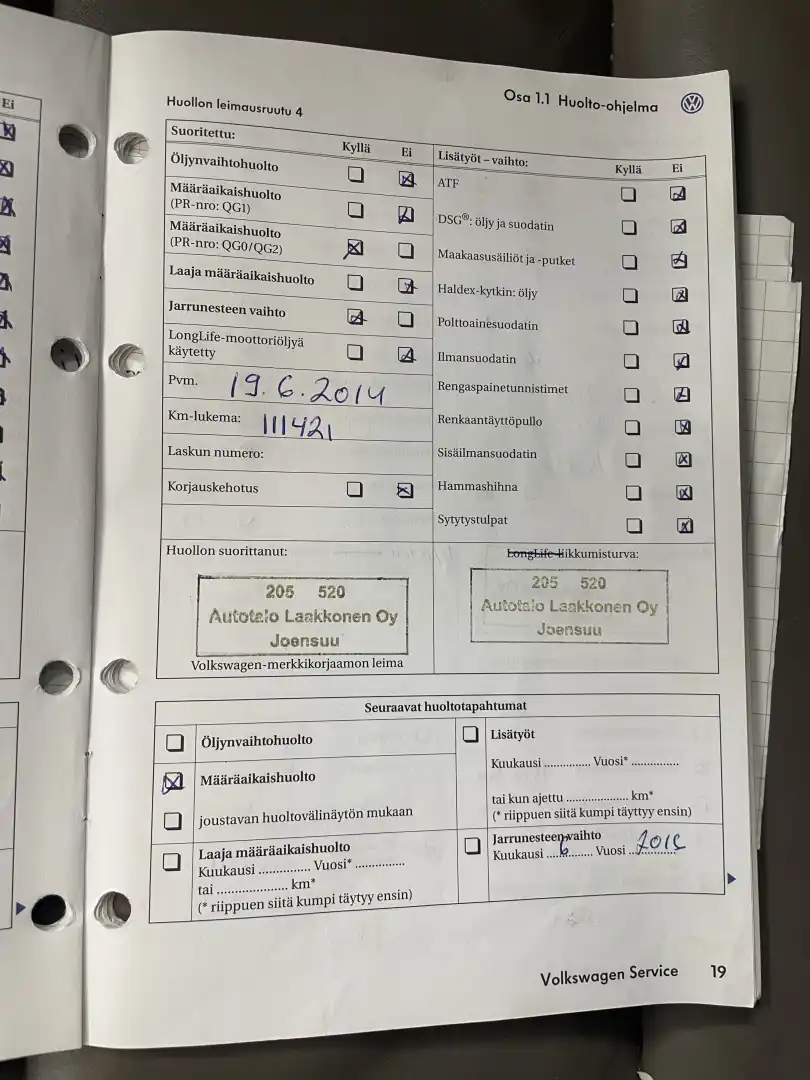 Ei
Osa 1.1 Huolto-ohjelma
Huollon leimausruutu 4
Suoritettu:
Kyllä
Ei
Öljynvaihtohuolto
Määräaikaishuolto
(PR-nro: QG1)
Määräaikaishuolto
(PR-nro: QG0/QG2)
Laaja määräaikaishuolto
Jarrunesteen vaihto
LongLife-moottoriöljyä
käytetty
Pvm. 19.6.2014
Km-lukema: 111421
Laskun numero:
Korjauskehotus
Lisätyöt – vaihto:
Kyllä
Ei
ATF
DSG®: öljy ja suodatin
Maakaasusäiliöt ja -putket
Haldex-kytkin: öljy
Polttoainesuodatin
Ilmansuodatin
Rengaspainetunnistimet
Renkaantäyttöpullo
Sisäilmansuodatin
Hammashihna
Sytytystulpat
Huollon suorittanut:
205 520
Autotalo Laakkonen Oy
Joensuu
Volkswagen-merkkikorjaamon leima
LongLife-liikkumisturva:
205 520
Autotalo Laakkonen Oy
Joensuu
Seuraavat huoltotapahtumat
Öljynvaihtohuolto
Määräaikaishuolto
joustavan huoltovälinäytön mukaan
Laaja määräaikaishuolto
Kuukausi ............... Vuosi* ...............
tai .................... km*
(* riippuen siitä kumpi täytyy ensin)
Lisätyöt
Kuukausi ............... Vuosi* ...............
tai kun ajettu .................... km*
(* riippuen siitä kumpi täyttyy ensin)
Jarrunesteen vaihto
Kuukausi ....6.... Vuosi ...2016...
Volkswagen Service 19